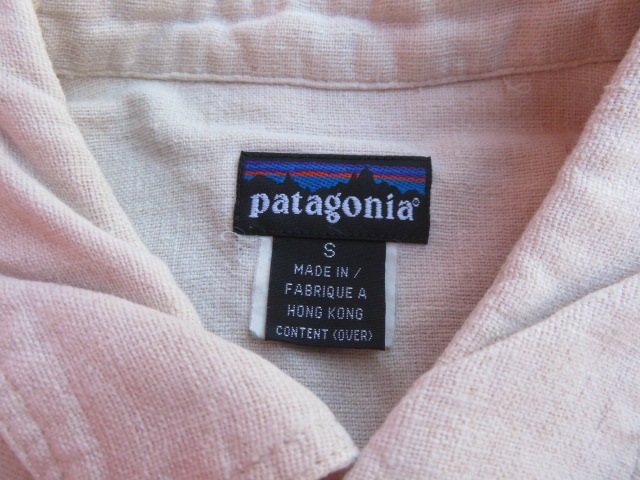 patagonia®
S
MADE IN /
FABRIQUE A
HONG KONG
CONTENT (OVER)